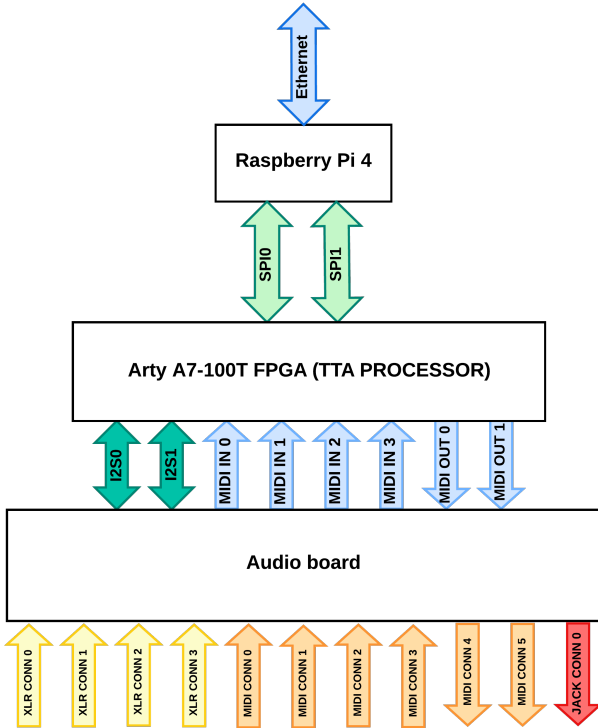 Ethernet
Raspberry Pi 4
SPI0
SPI1
Arty A7-100T FPGA (TTA PROCESSOR)
I2S0
I2S1
MIDI IN 0
MIDI IN 1
MIDI IN 2
MIDI IN 3
MIDI OUT 0
MIDI OUT 1
Audio board
XLR CONN 0
XLR CONN 1
XLR CONN 2
XLR CONN 3
MIDI CONN 0
MIDI CONN 1
MIDI CONN 2
MIDI CONN 3
MIDI CONN 4
MIDI CONN 5
JACK CONN 0